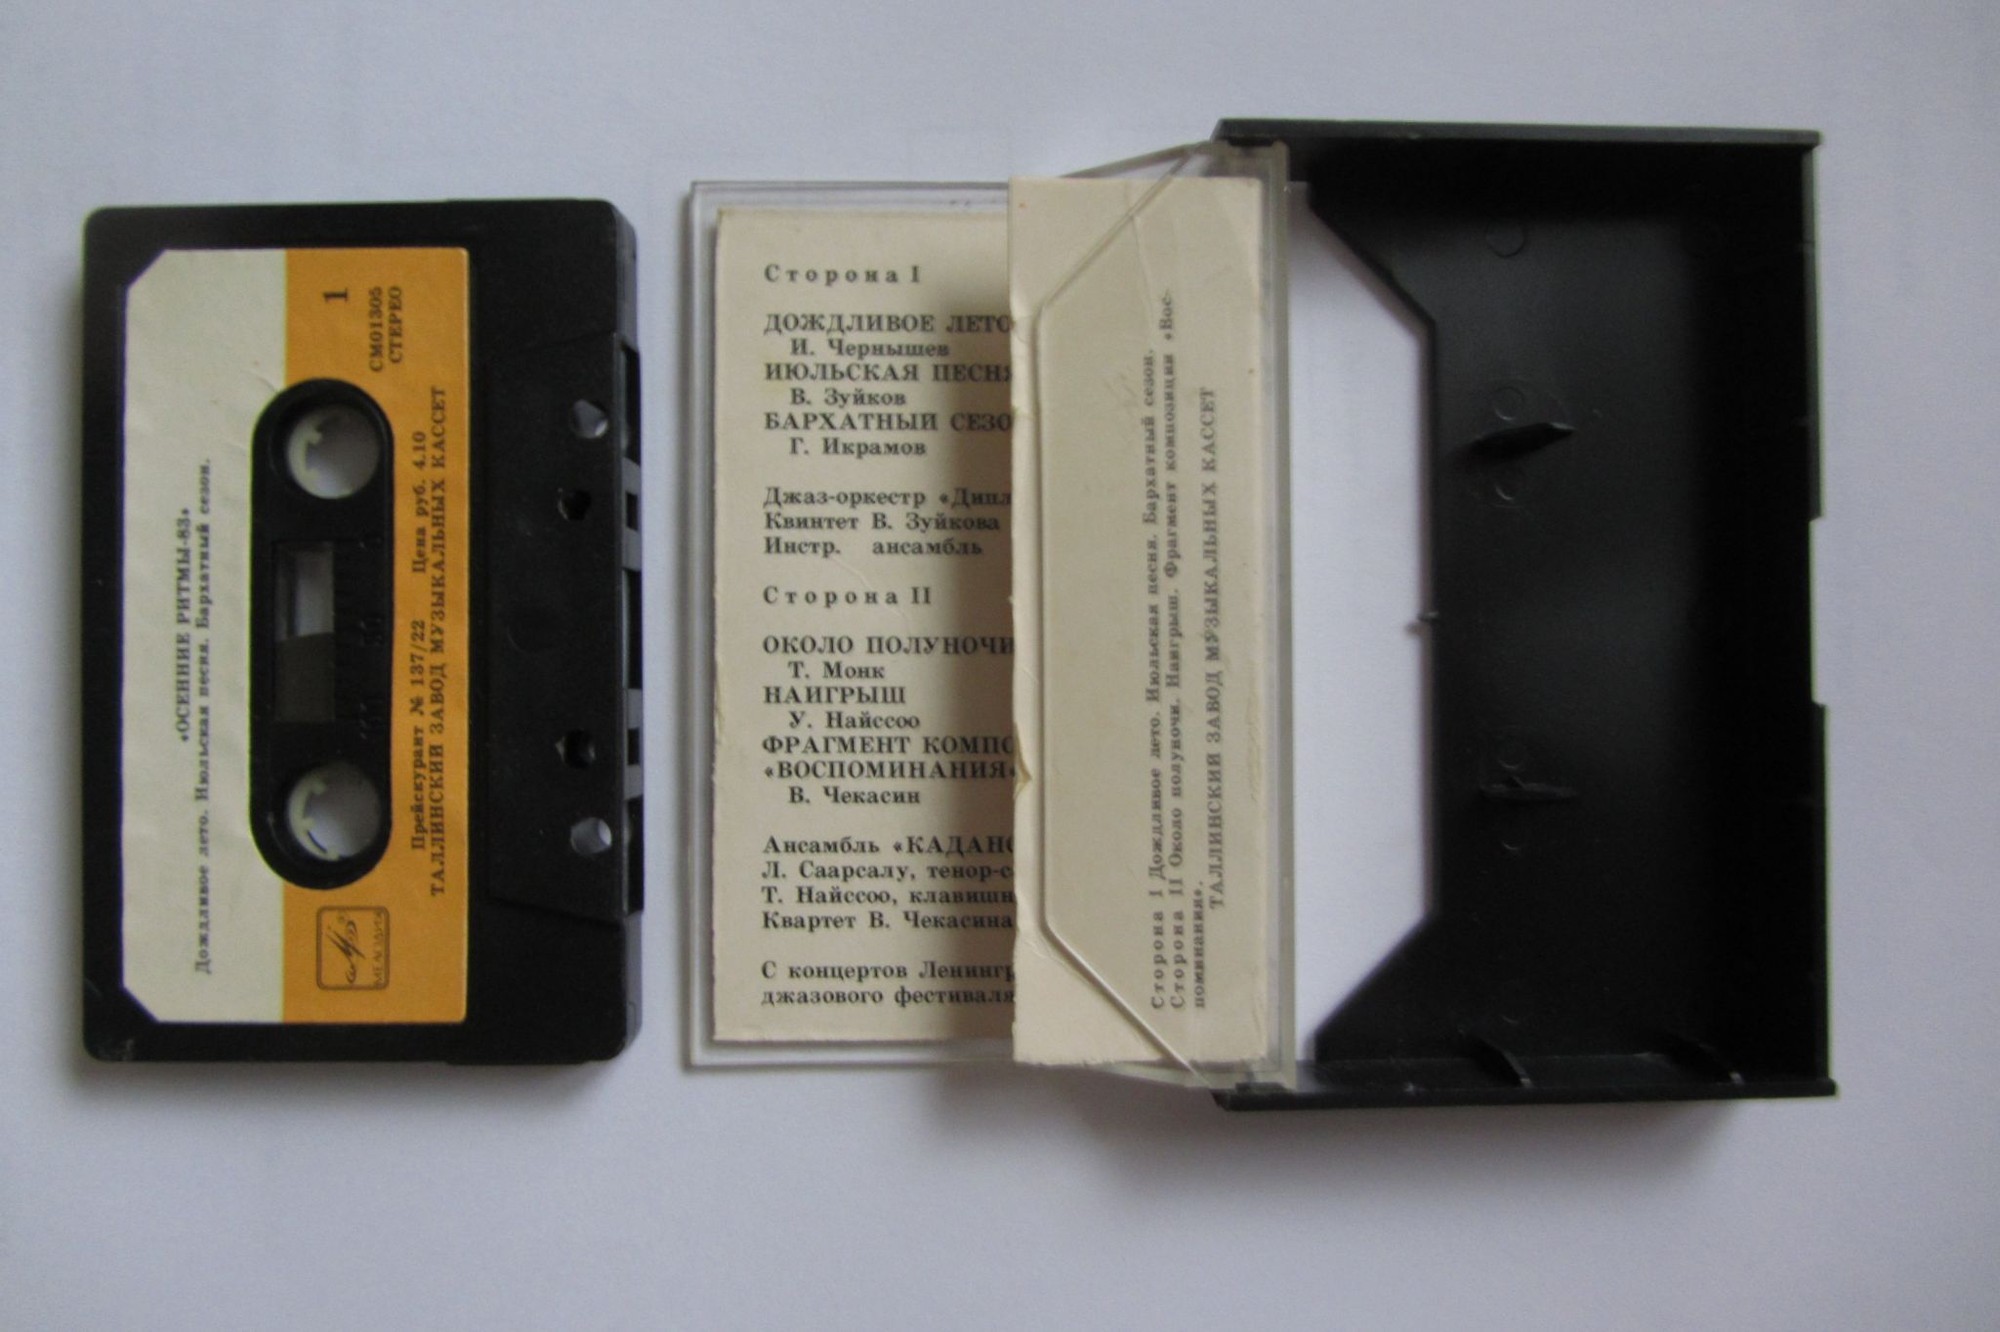 «ОСЕННИЕ РИТМЫ-83»
Дождливое лето. Июльская песня. Бархатный сезон.
1
СМ01305
СТЕРЕО
Прейскурант № 137/22 Цена руб. 4.10
ТАЛЛИНСКИЙ ЗАВОД МУЗЫКАЛЬНЫХ КАССЕТ
МЕЛОДИЯ
Сторона I
ДОЖДЛИВОЕ ЛЕТО
И. Чернышев
ИЮЛЬСКАЯ ПЕСНЯ
В. Зуйков
БАРХАТНЫЙ СЕЗО
Г. Икрамов
Джаз-оркестр «Дипл
Квинтет В. Зуйкова
Инстр. ансамбль
Сторона II
ОКОЛО ПОЛУНОЧИ
Т. Монк
НАИГРЫШ
У. Найссоо
ФРАГМЕНТ КОМПО
«ВОСПОМИНАНИЯ»
В. Чекасин
Ансамбль «КАДАНС
Л. Саарсалу, тенор-с
Т. Найссоо, клавишн
Квартет В. Чекасина
С концертов Ленингр
джазового фестиваля
Сторона I Дождливое лето. Июльская песня. Бархатный сезон.
Сторона II Около полуночи. Наигрыш. Фрагмент композиции «Вос-
поминания».
ТАЛЛИНСКИЙ ЗАВОД МУЗЫКАЛЬНЫХ КАССЕТ